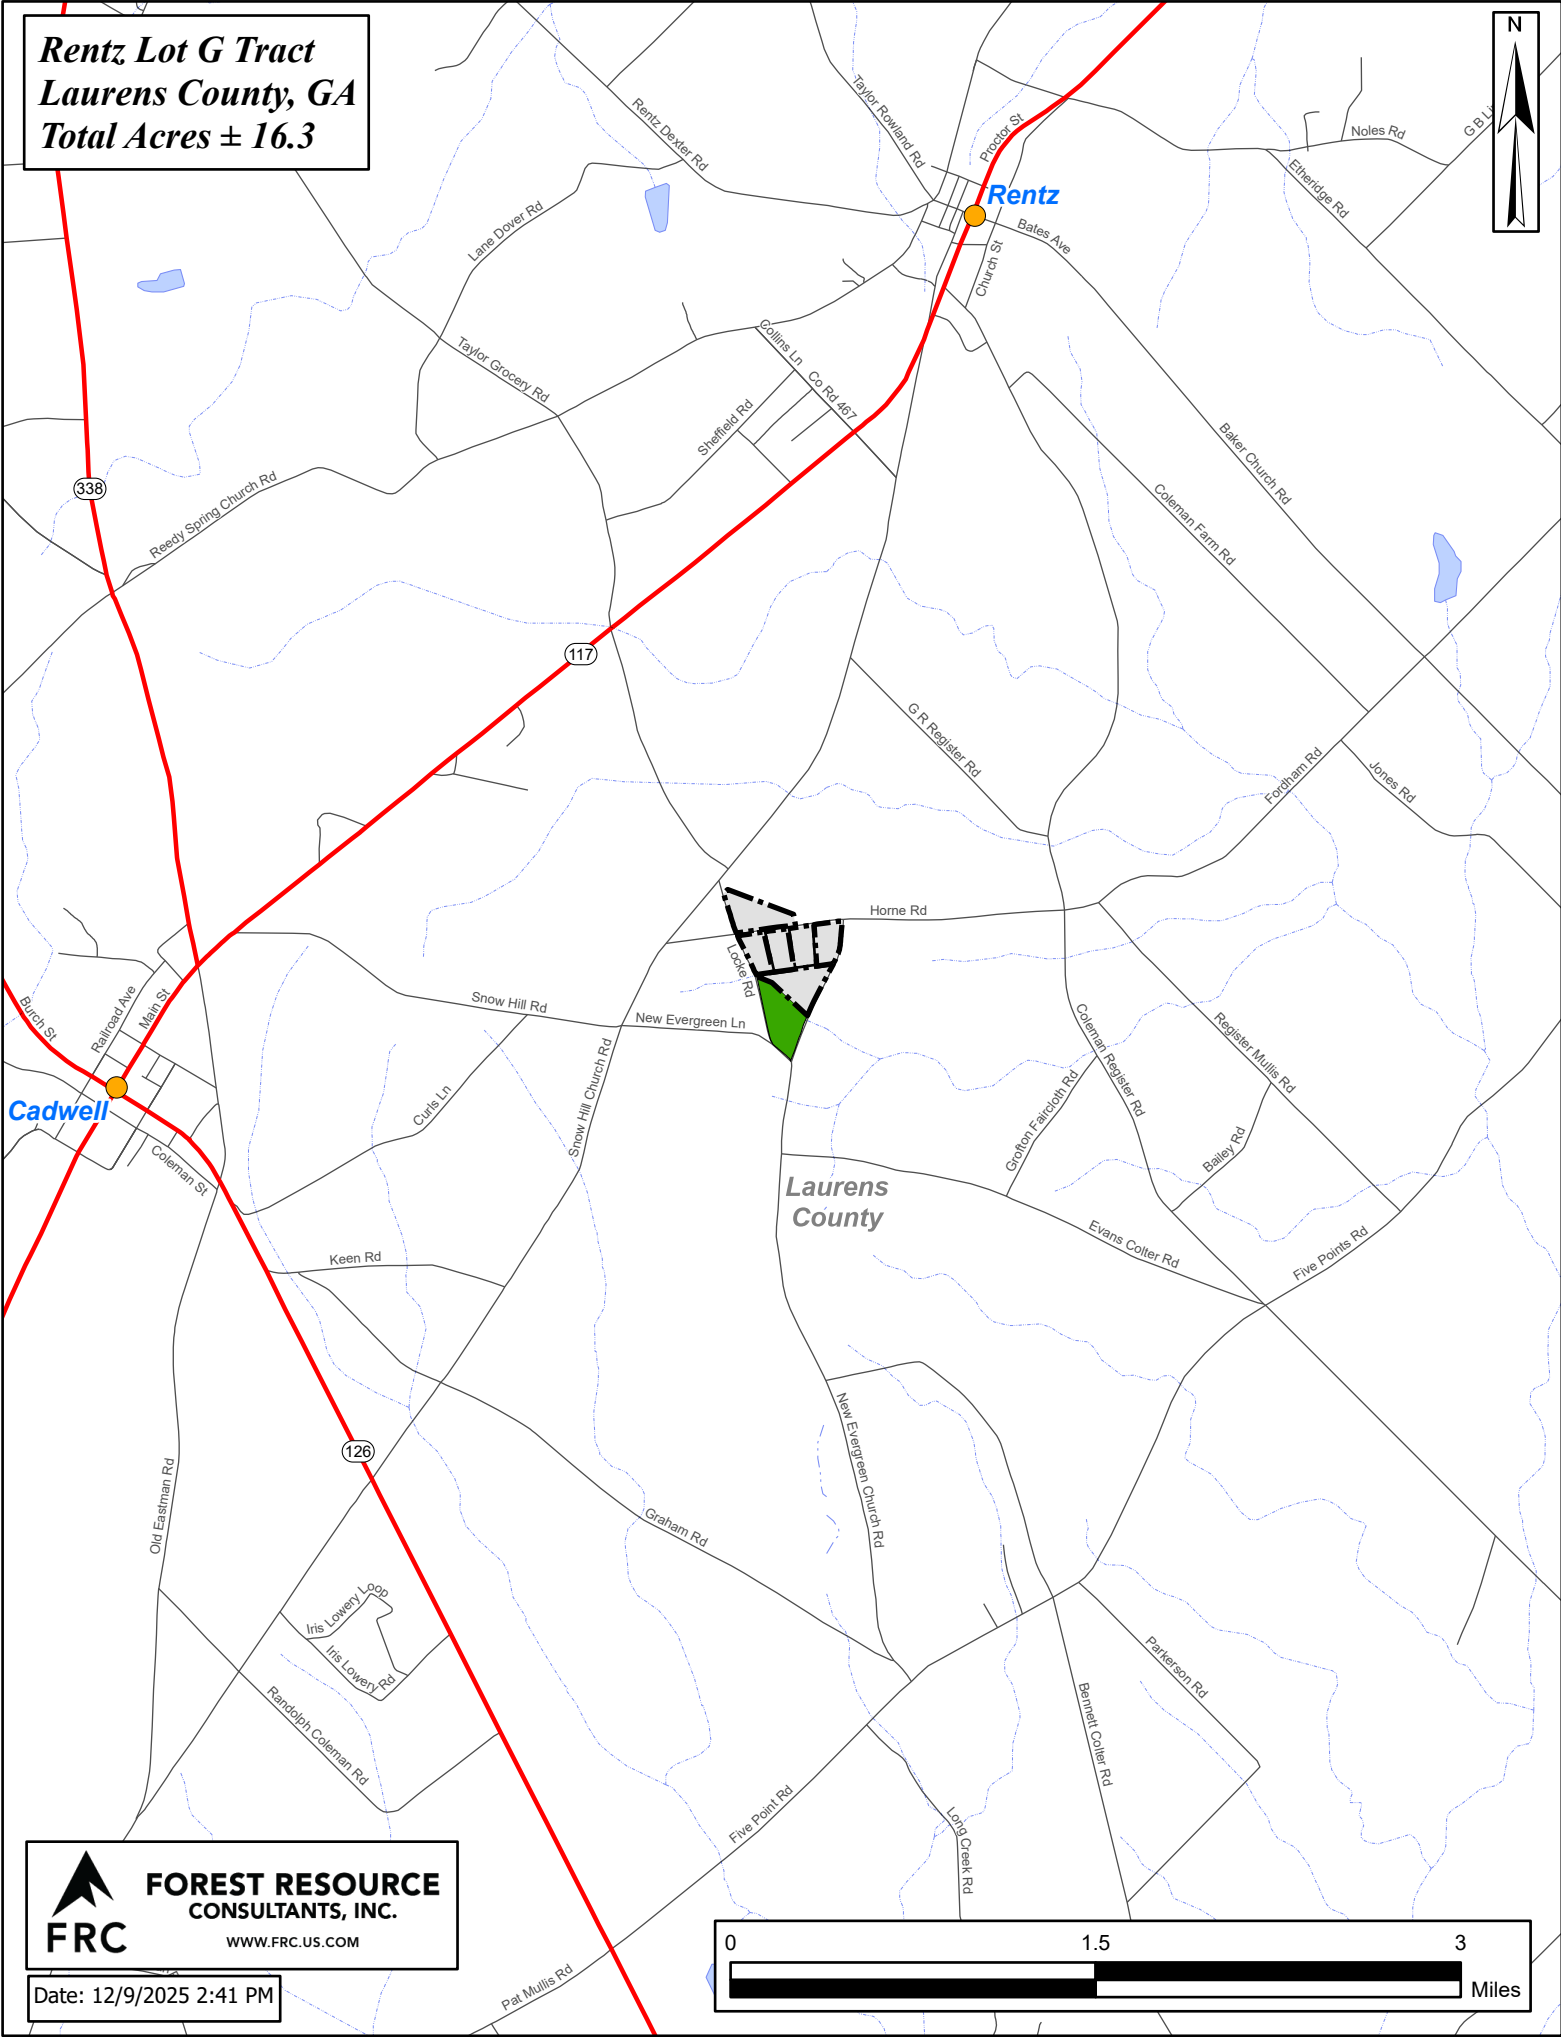 Rentz Lot G Tract
Laurens County, GA
Total Acres ± 16.3
N
Rentz Dexter Rd
Taylor Rowland Rd
Proctor St
Noles Rd
G B Li
Etheridge Rd
Rentz
Bates Ave
Church St
Lane Dover Rd
Taylor Grocery Rd
Collins Ln
Co Rd 467
Sheffield Rd
Baker Church Rd
Coleman Farm Rd
338
Reedy Spring Church Rd
117
G R Register Rd
Fordham Rd
Jones Rd
Horne Rd
Locke Rd
Snow Hill Rd
New Evergreen Ln
Burch St
Railroad Ave
Main St
Cadwell
Coleman St
Curls Ln
Snow Hill Church Rd
Coleman Register Rd
Register Mullis Rd
Grofton Faircloth Rd
Bailey Rd
Laurens
County
Evans Colter Rd
Five Points Rd
Keen Rd
126
Old Eastman Rd
New Evergreen Church Rd
Graham Rd
Iris Lowery Loop
Iris Lowery Rd
Randolph Coleman Rd
Parkerson Rd
Bennett Colter Rd
Five Point Rd
Long Creek Rd
Pat Mullis Rd
FOREST RESOURCE
CONSULTANTS, INC.
FRC
WWW.FRC.US.COM
Date: 12/9/2025 2:41 PM
0 1.5 3
Miles